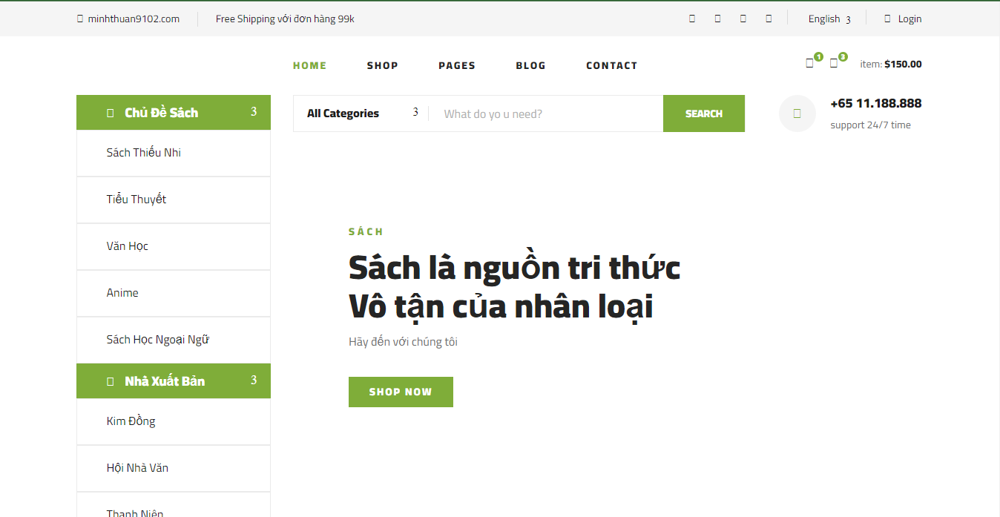 minhthuan9102.com
Free Shipping với đơn hàng 99k
English 3
Login
HOME SHOP PAGES BLOG CONTACT
1
3
item: $150.00
Chủ Đề Sách 3
Sách Thiếu Nhi
Tiểu Thuyết
Văn Học
Anime
Sách Học Ngoại Ngữ
Nhà Xuất Bản 3
Kim Đồng
Hội Nhà Văn
Thanh Niên
All Categories 3
What do yo u need?
SEARCH
+65 11.188.888
support 24/7 time
SÁCH
Sách là nguồn tri thức
Vô tận của nhân loại
Hãy đến với chúng tôi
SHOP NOW